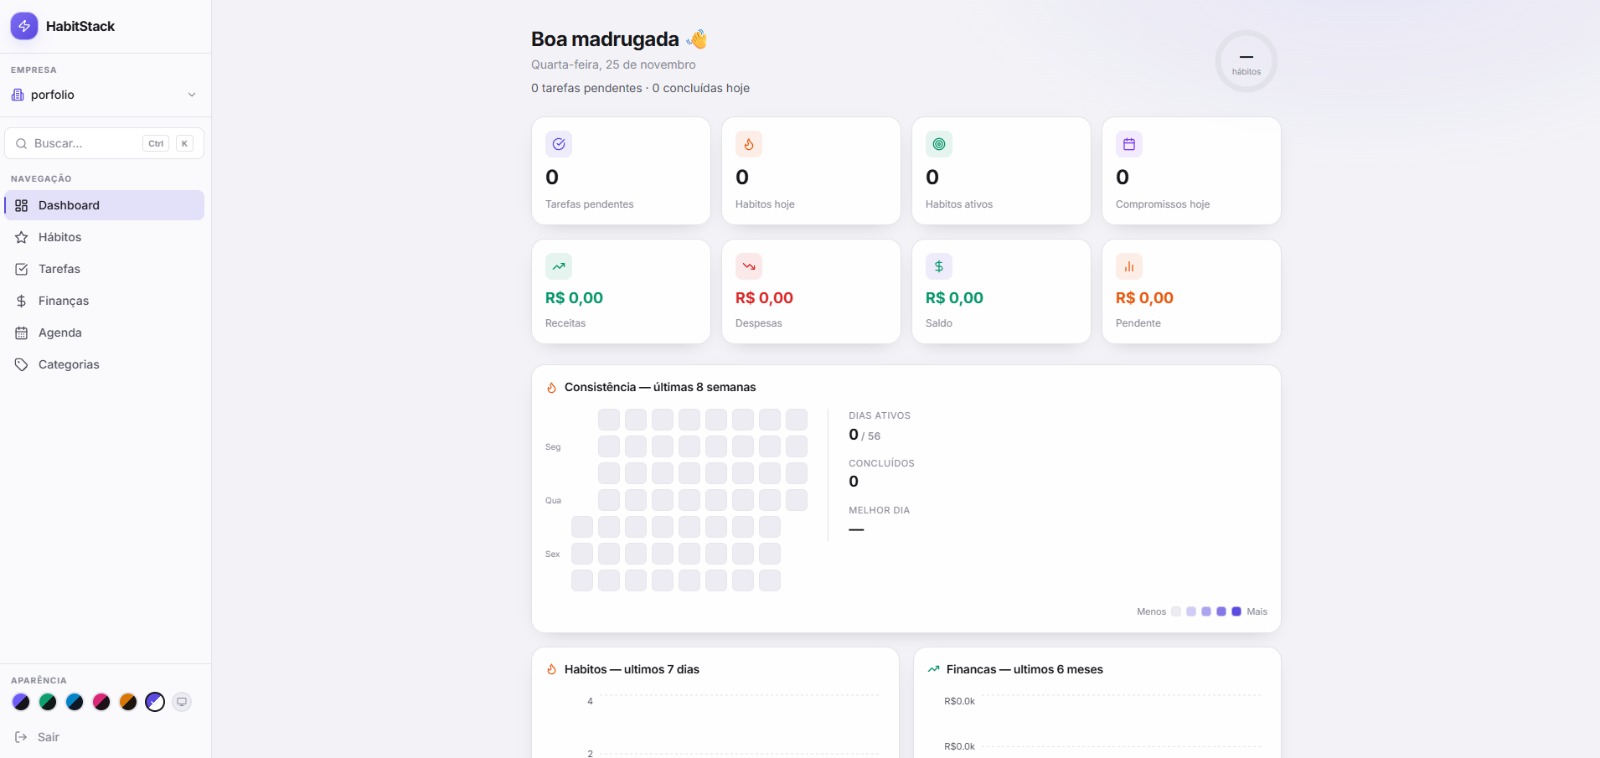 HabitStack
EMPRESA
porfolio
Buscar...
Ctrl K
NAVEGAÇÃO
Dashboard
Hábitos
Tarefas
Finanças
Agenda
Categorias
APARÊNCIA
Sair
Boa madrugada 👋
Quarta-feira, 25 de novembro
0 tarefas pendentes · 0 concluídas hoje
—
hábitos
0
Tarefas pendentes
0
Habitos hoje
0
Habitos ativos
0
Compromissos hoje
R$ 0,00
Receitas
R$ 0,00
Despesas
R$ 0,00
Saldo
R$ 0,00
Pendente
Consistência — últimas 8 semanas
Seg
Qua
Sex
DIAS ATIVOS
0 / 56
CONCLUÍDOS
0
MELHOR DIA
—
Menos
Mais
Habitos — ultimos 7 dias
4
2
Financas — ultimos 6 meses
R$0.0k
R$0.0k